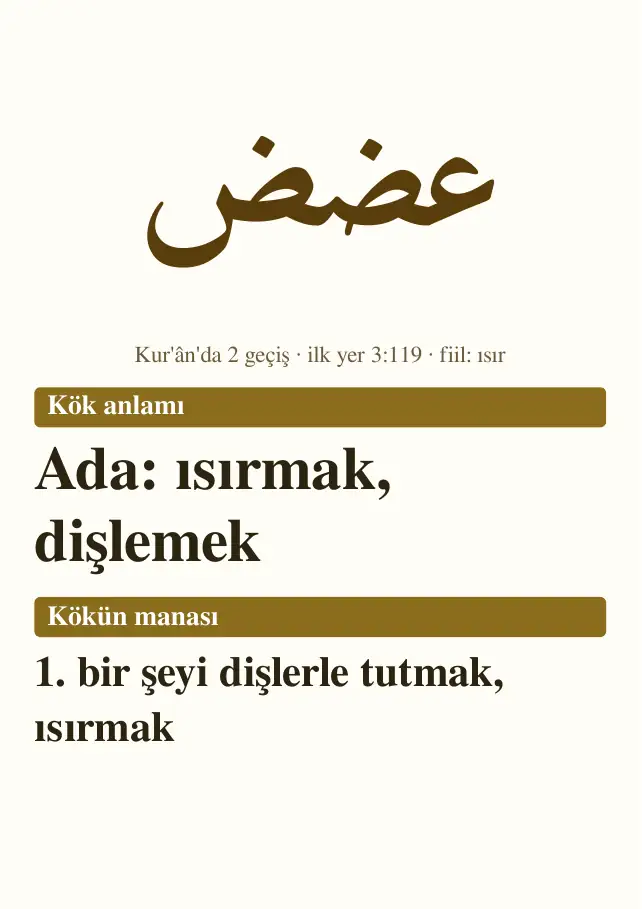 عضض
Kur'ân'da 2 geçiş · ilk yer 3:119 · fiil: ısır
Kök anlamı
Ada: ısırmak,
dişlemek
Kökün manası
1. bir şeyi dişlerle tutmak,
ısırmak